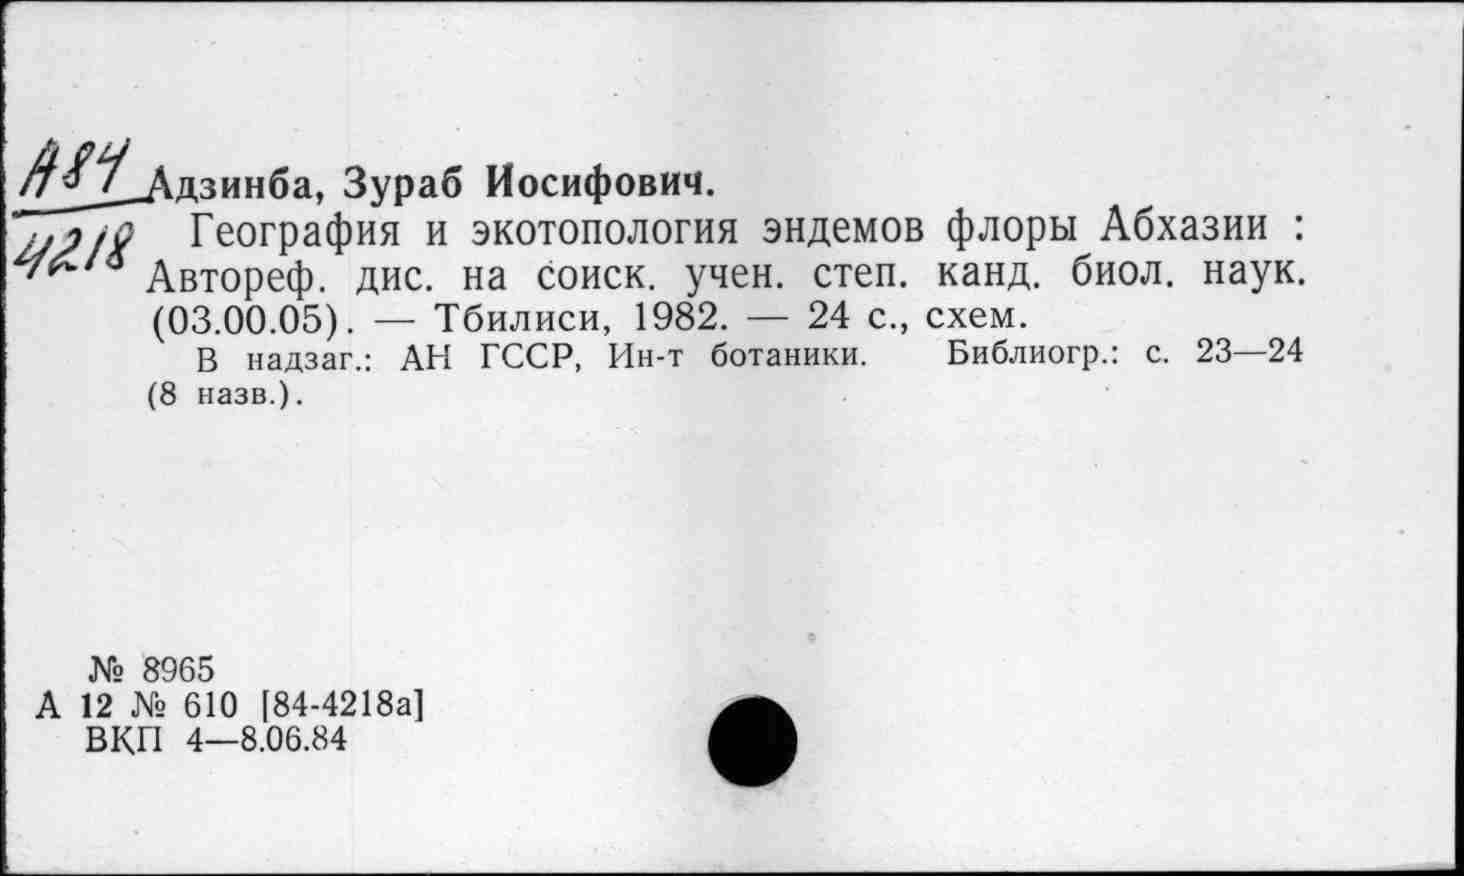 А84
Адзинба, Зураб Иосифович.
4218
География и экотопология эндемов флоры Абхазии :
Автореф. дис. на соиск. учен. степ. канд. биол. наук.
(03.00.05). — Тбилиси, 1982. — 24 с., схем.
В надзаг.: АН ГССР, Ин-т ботаники. Библиогр.: с. 23—24
(8 назв.).
№ 8965
А 12 № 610 [84-4218а]
ВКП 4—8.06.84